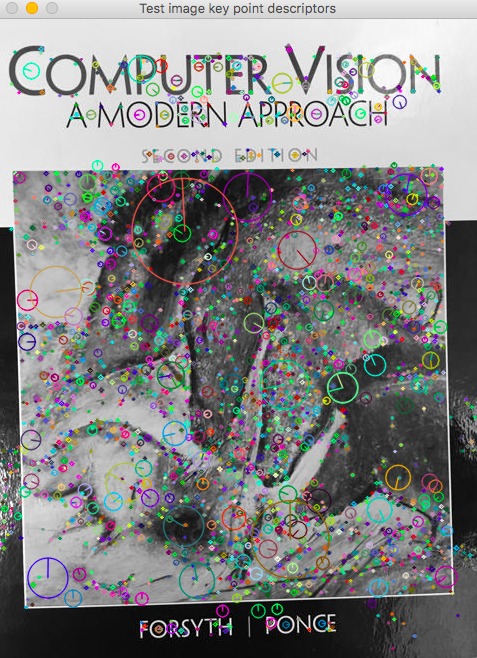 Test image key point descriptors
COMPUTER VISION
A MODERN APPROACH
SECOND EDITION
FORSYTH | PONCE